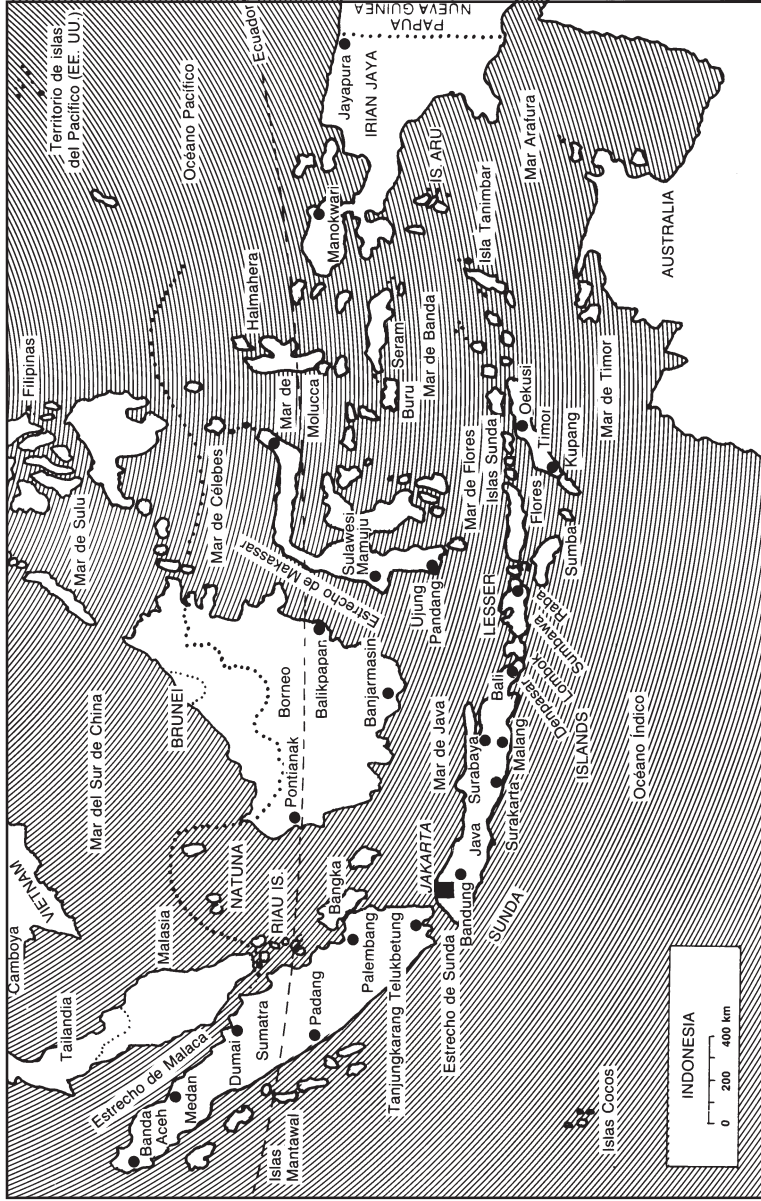 Territorio de islas
del Pacífico (EE. UU.)
Océano Pacífico
Ecuador
PAPUA
NUEVA GUINEA
Jayapura
IRIAN JAYA
Manokwari
IS. ARU
Mar Arafura
Isla Tanimbar
AUSTRALIA
Filipinas
Halmahera
Seram
Mar de Banda
Buru
Mar de
Molucca
Mar de Sulu
Mar de Célebes
Sulawesi
Mamuju
Estrecho de Makassar
Ujung
Pandang
Mar de Flores
Islas Sunda
Oekusi
Timor
Kupang
Mar de Timor
Flores
Sumba
LESSER
Raba
Sumbawa
Lombok
Denpasa
Bali
ISLANDS
Mar del Sur de China
BRUNEI
Borneo
Balikpapan
Banjarmasin
Pontianak
Mar de Java
Surabaya
Malang
Surakarta
Java
JAKARTA
Bandung
SUNDA
Océano Índico
Camboya
VIETNAM
Tailandia
Malasia
NATUNA
RIAU IS.
Bangka
Estrecho de Malaca
Banda
Aceh
Medan
Dumai
Sumatra
Padang
Palembang
Tanjungkarang Telukbetung
Estrecho de Sunda
Islas
Mantawal
Islas Cocos
INDONESIA
0 200 400 km